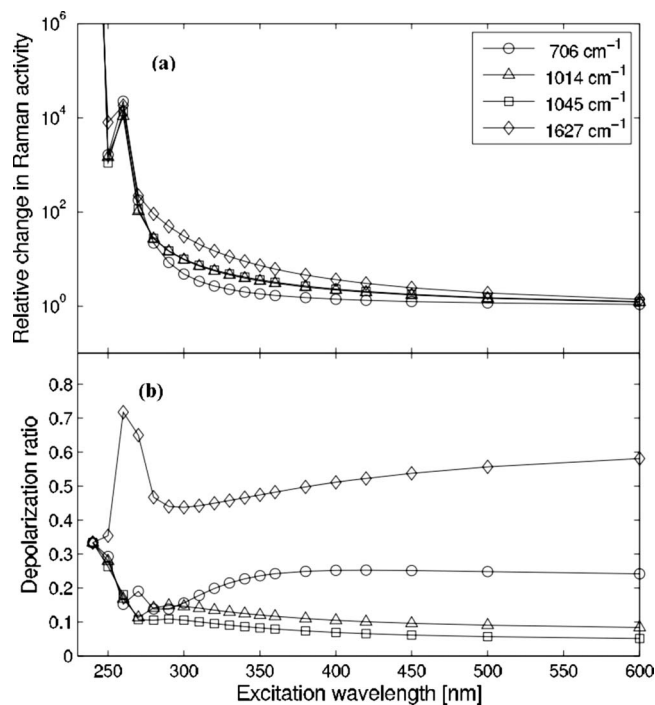 Relative change in Raman activity
10^6
10^4
10^2
10^0
(a)
706 cm^−1
1014 cm^−1
1045 cm^−1
1627 cm^−1
Depolarization ratio
0.8
0.7
0.6
0.5
0.4
0.3
0.2
0.1
0
(b)
250 300 350 400 450 500 550 600
Excitation wavelength [nm]